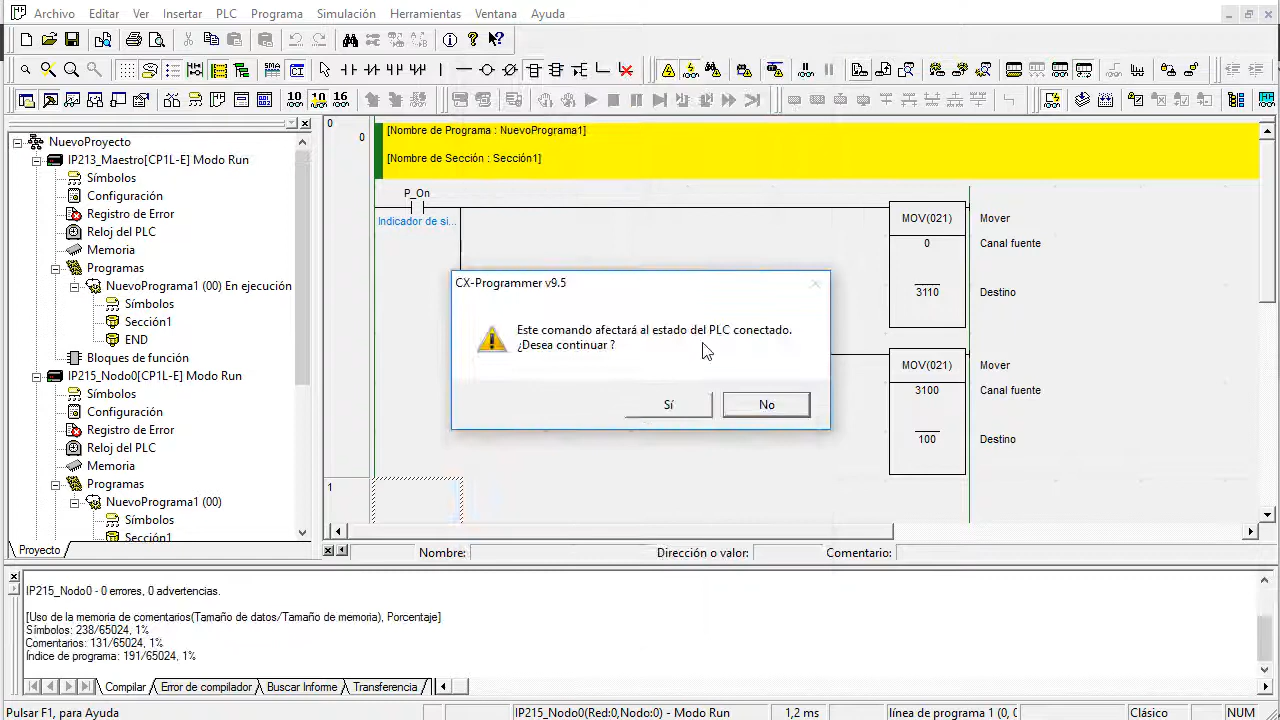 Archivo Editar Ver Insertar PLC Programa Simulación Herramientas Ventana Ayuda
10 10 16
NuevoProyecto
IP213_Maestro[CP1L-E] Modo Run
Símbolos
Configuración
Registro de Error
Reloj del PLC
Memoria
Programas
NuevoPrograma1 (00) En ejecución
Símbolos
Sección1
END
Bloques de función
IP215_Nodo0[CP1L-E] Modo Run
Símbolos
Configuración
Registro de Error
Reloj del PLC
Memoria
Programas
NuevoPrograma1 (00)
Símbolos
Sección1
Proyecto
0
0
[Nombre de Programa : NuevoPrograma1]
[Nombre de Sección : Sección1]
P_On
Indicador de si...
MOV(021) Mover
0 Canal fuente
3110 Destino
MOV(021) Mover
3100 Canal fuente
100 Destino
1
CX-Programmer v9.5
Este comando afectará al estado del PLC conectado.
¿Desea continuar ?
Sí No
Nombre: Dirección o valor: Comentario:
IP215_Nodo0 - 0 errores, 0 advertencias.
[Uso de la memoria de comentarios(Tamaño de datos/Tamaño de memoria), Porcentaje]
Símbolos: 238/65024, 1%
Comentarios: 131/65024, 1%
Índice de programa: 191/65024, 1%
Compilar Error de compilador Buscar Informe Transferencia
Pulsar F1, para Ayuda IP215_Nodo0(Red:0,Nodo:0) - Modo Run 1,2 ms línea de programa 1 (0, 0 Clásico NUM